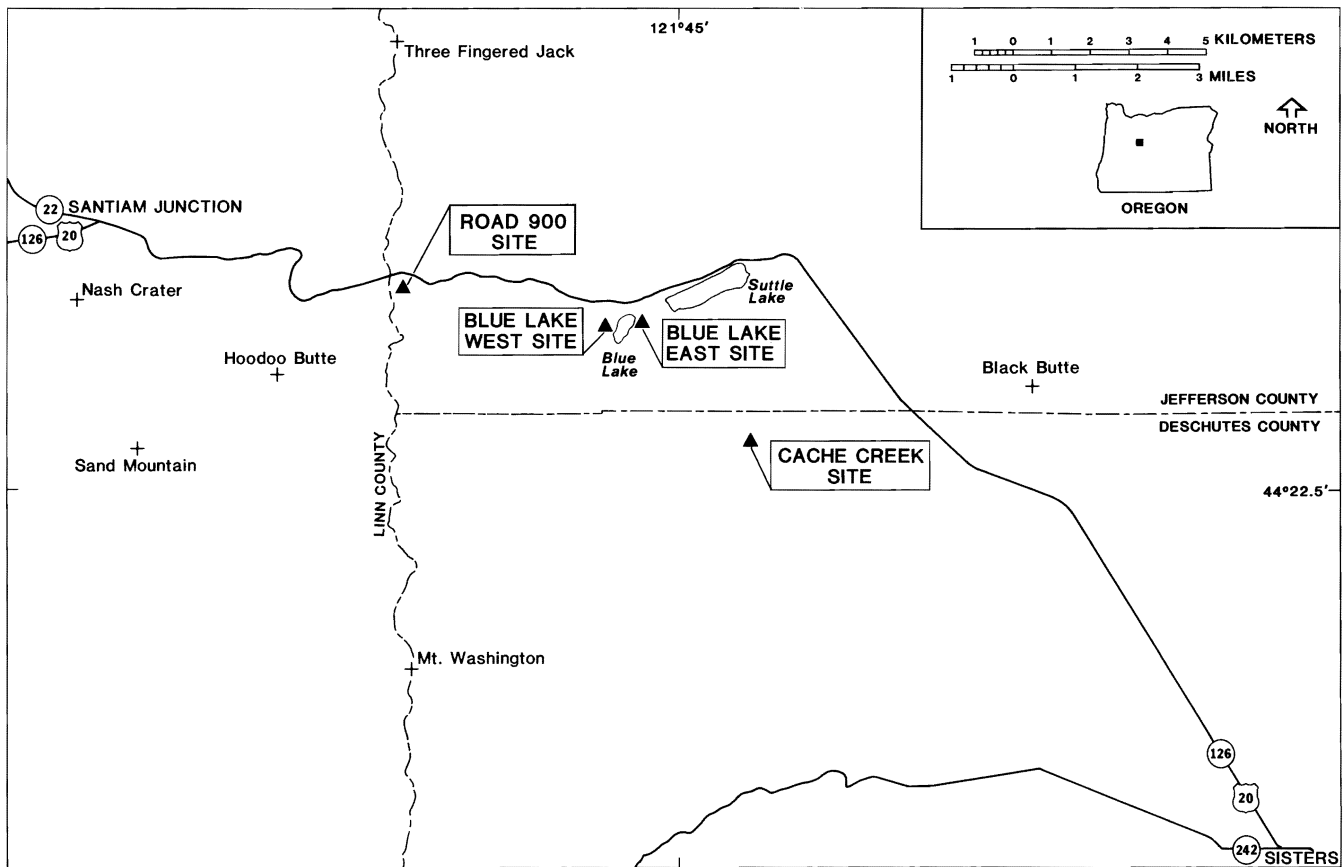 121°45′
Three Fingered Jack
1 0 1 2 3 4 5 KILOMETERS
1 0 1 2 3 MILES
NORTH
OREGON
22 SANTIAM JUNCTION
126 20
ROAD 900
SITE
Nash Crater
Suttle
Lake
BLUE LAKE
WEST SITE
BLUE LAKE
EAST SITE
Blue
Lake
Hoodoo Butte
Black Butte
JEFFERSON COUNTY
DESCHUTES COUNTY
Sand Mountain
CACHE CREEK
SITE
LINN COUNTY
44°22.5′
Mt. Washington
126
20
242 SISTERS